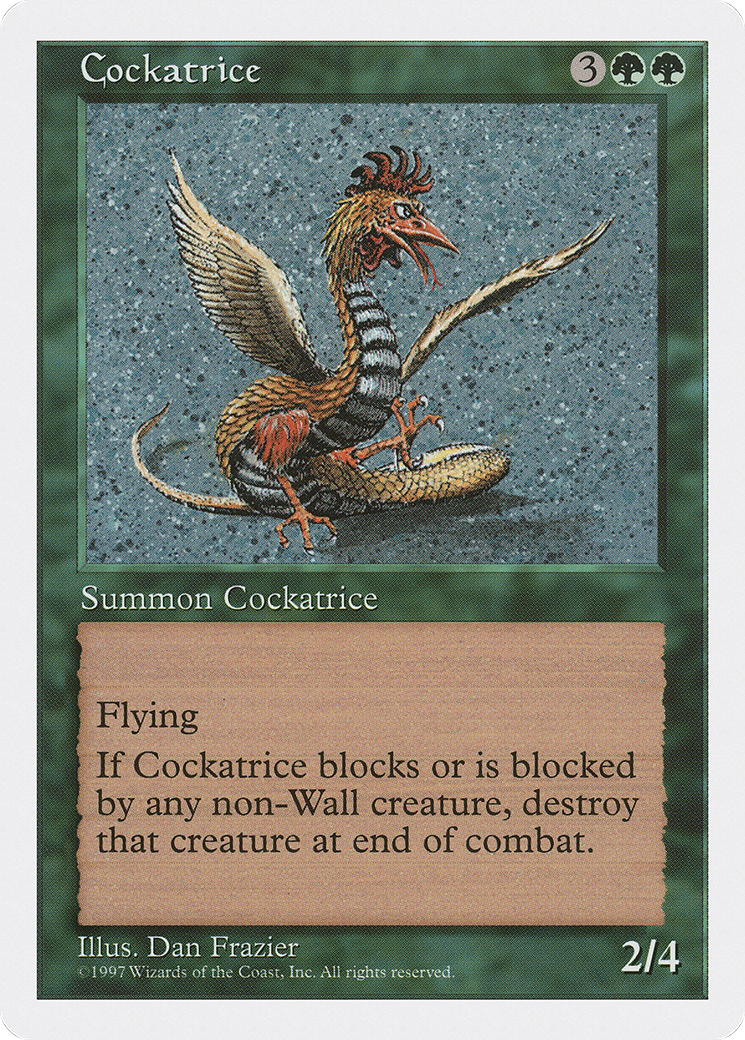 Cockatrice 3
Summon Cockatrice
Flying
If Cockatrice blocks or is blocked
by any non-Wall creature, destroy
that creature at end of combat.
Illus. Dan Frazier
©1997 Wizards of the Coast, Inc. All rights reserved.
2/4